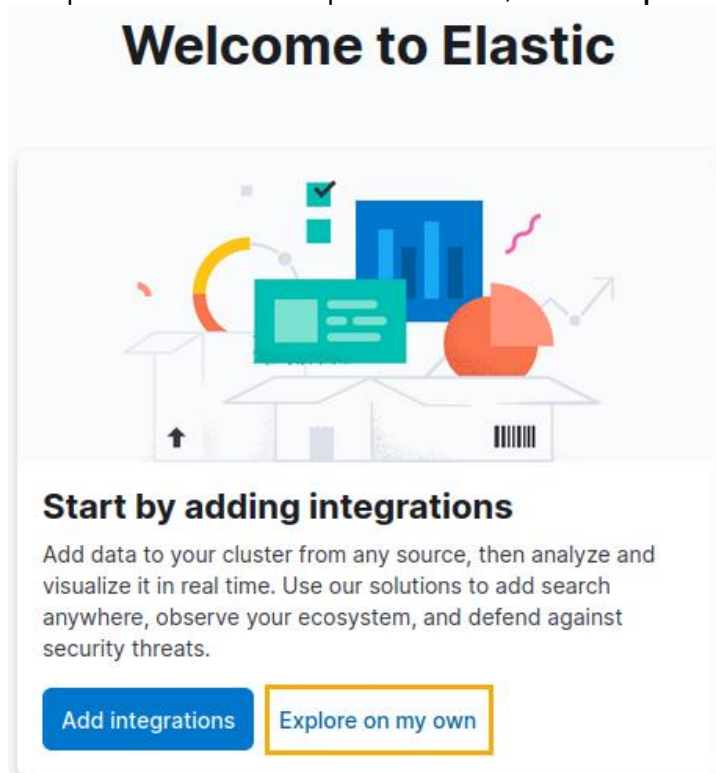 Welcome to Elastic
Start by adding integrations
Add data to your cluster from any source, then analyze and
visualize it in real time. Use our solutions to add search
anywhere, observe your ecosystem, and defend against
security threats.
Add integrations
Explore on my own